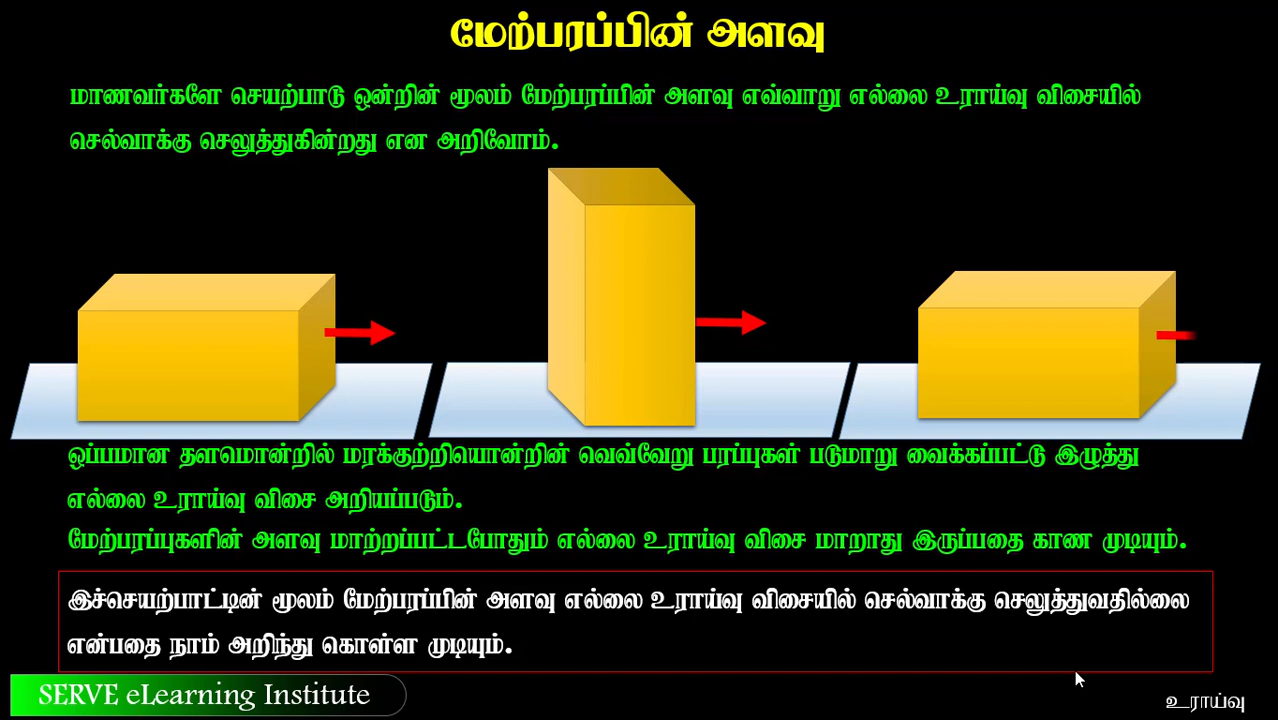 மேற்பரப்பின் அளவு
மாணவர்களே செயற்பாடு ஒன்றின் மூலம் மேற்பரப்பின் அளவு எவ்வாறு எல்லை உராய்வு விசையில்
செல்வாக்கு செலுத்துகின்றது என அறிவோம்.
ஒப்பமான தளமொன்றில் மரக்குற்றியொன்றின் வெவ்வேறு பரப்புகள் படுமாறு வைக்கப்பட்டு இழுத்து
எல்லை உராய்வு விசை அறியப்படும்.
மேற்பரப்புகளின் அளவு மாற்றப்பட்டபோதும் எல்லை உராய்வு விசை மாறாது இருப்பதை காண முடியும்.
இச்செயற்பாட்டின் மூலம் மேற்பரப்பின் அளவு எல்லை உராய்வு விசையில் செல்வாக்கு செலுத்துவதில்லை
என்பதை நாம் அறிந்து கொள்ள முடியும்.
SERVE eLearning Institute
உராய்வு